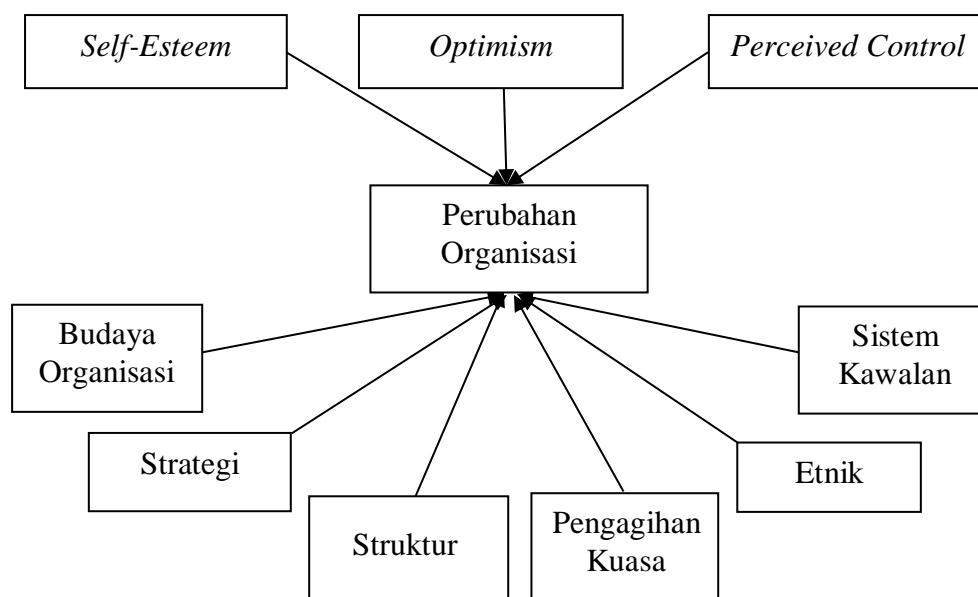 Self-Esteem
Optimism
Perceived Control
Perubahan
Organisasi
Budaya
Organisasi
Sistem
Kawalan
Strategi
Etnik
Struktur
Pengagihan
Kuasa